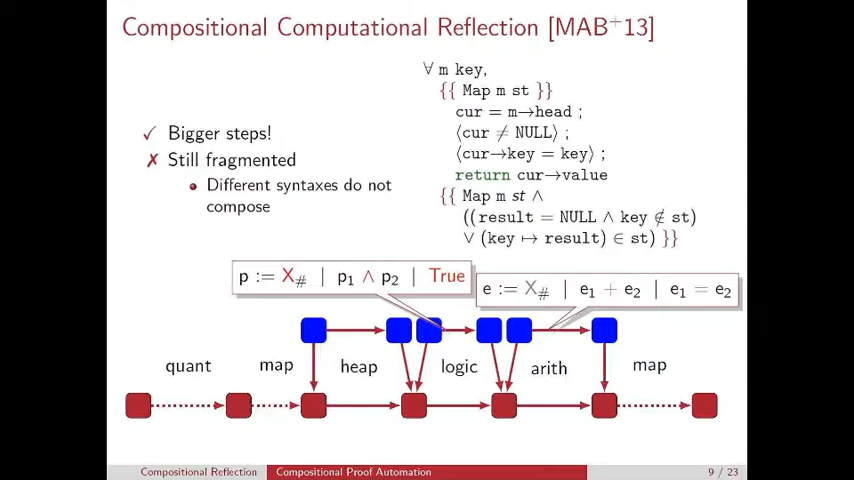 Compositional Computational Reflection [MAB+13]
∀ m key,
{{ Map m st }}
cur = m→head ;
⟨cur ≠ NULL⟩ ;
⟨cur→key = key⟩ ;
return cur→value
{{ Map m st ∧
((result = NULL ∧ key ∉ st)
∨ (key ↦ result) ∈ st) }}
✓ Bigger steps!
✗ Still fragmented
• Different syntaxes do not
compose
p := X# | p1 ∧ p2 | True
e := X# | e1 + e2 | e1 = e2
quant map heap logic arith map
Compositional Reflection Compositional Proof Automation 9 / 23